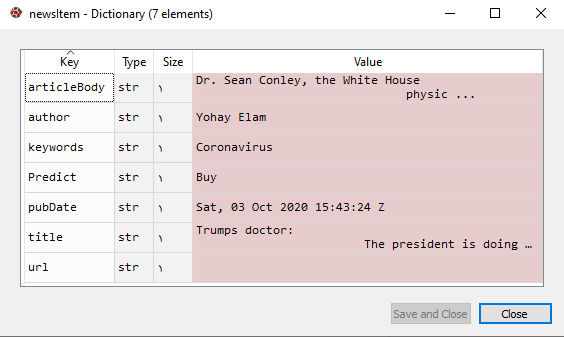 newsItem - Dictionary (7 elements)
Key Type Size Value
articleBody str ١ Dr. Sean Conley, the White House
physic ...
author str ١ Yohay Elam
keywords str ١ Coronavirus
Predict str ١ Buy
pubDate str ١ Sat, 03 Oct 2020 15:43:24 Z
title str ١ Trumps doctor:
The president is doing …
url str ١
Save and Close Close